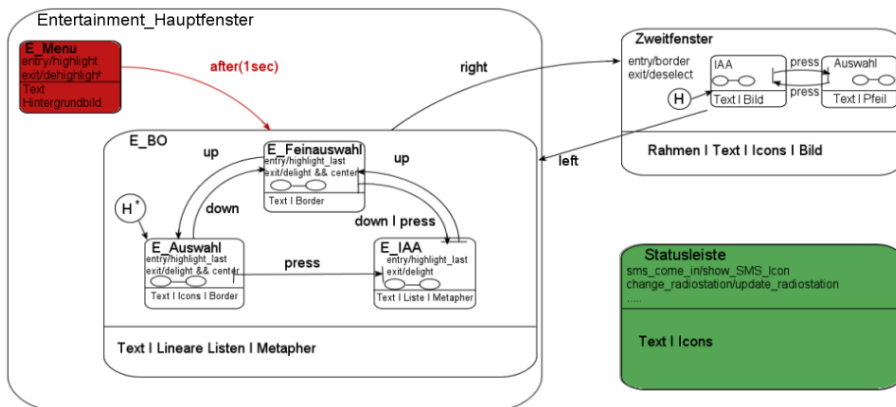 Entertainment_Hauptfenster
E_Menu
entry/highlight
exit/dehighlight
Text
Hintergrundbild
after(1sec)
right
left
E_BO
up
down
H*
E_Feinauswahl
entry/highlight_last
exit/delight && center
Text I Border
up
down I press
E_Auswahl
entry/highlight_last
exit/delight && center
Text I Icons I Border
press
E_IAA
entry/highlight_last
exit/delight
Text I Liste I Metapher
Text I Lineare Listen I Metapher
Zweitfenster
entry/border
exit/deselect
H
IAA
Text I Bild
press
press
Auswahl
Text I Pfeil
Rahmen I Text I Icons I Bild
Statusleiste
sms_come_in/show_SMS_Icon
change_radiostation/update_radiostation
.....
Text I Icons